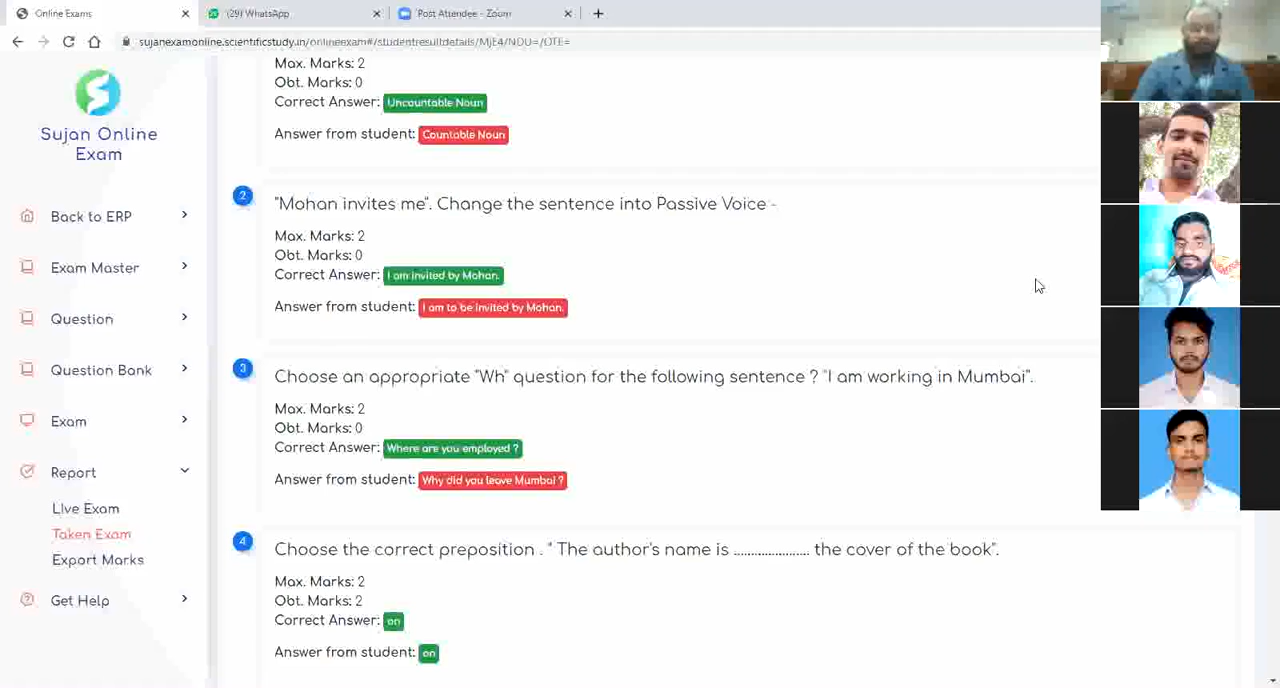 Online Exams
(29) WhatsApp
Post Attendee - Zoom
sujanexamonline.scientificstudy.in/onlineexam#/studentresultdetails/MjE4/NDU=/OTE=
Sujan Online
Exam
Back to ERP
Exam Master
Question
Question Bank
Exam
Report
Live Exam
Taken Exam
Export Marks
Get Help
Max. Marks: 2
Obt. Marks: 0
Correct Answer: Uncountable Noun
Answer from student: Countable Noun
2
"Mohan invites me". Change the sentence into Passive Voice -
Max. Marks: 2
Obt. Marks: 0
Correct Answer: I am invited by Mohan.
Answer from student: I am to be invited by Mohan.
3
Choose an appropriate "Wh" question for the following sentence ? "I am working in Mumbai".
Max. Marks: 2
Obt. Marks: 0
Correct Answer: Where are you employed ?
Answer from student: Why did you leave Mumbai ?
4
Choose the correct preposition . " The author's name is ...................... the cover of the book".
Max. Marks: 2
Obt. Marks: 2
Correct Answer: on
Answer from student: on